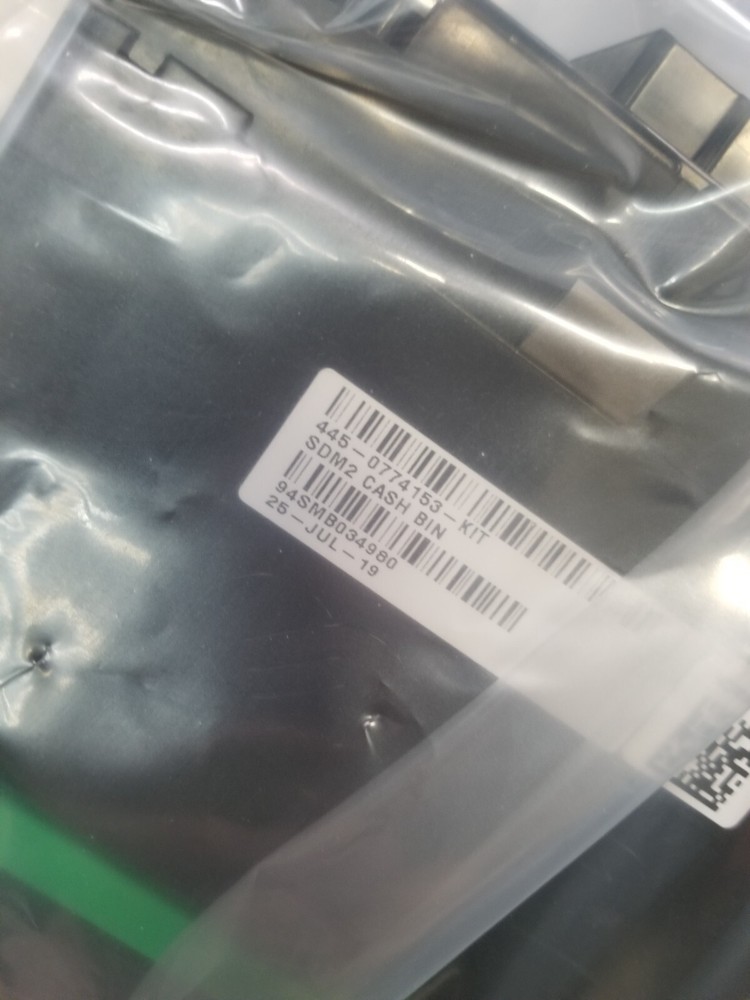 445-0774153-KIT
SDM2 CASH BIN
94SMB034980
25-JUL-19